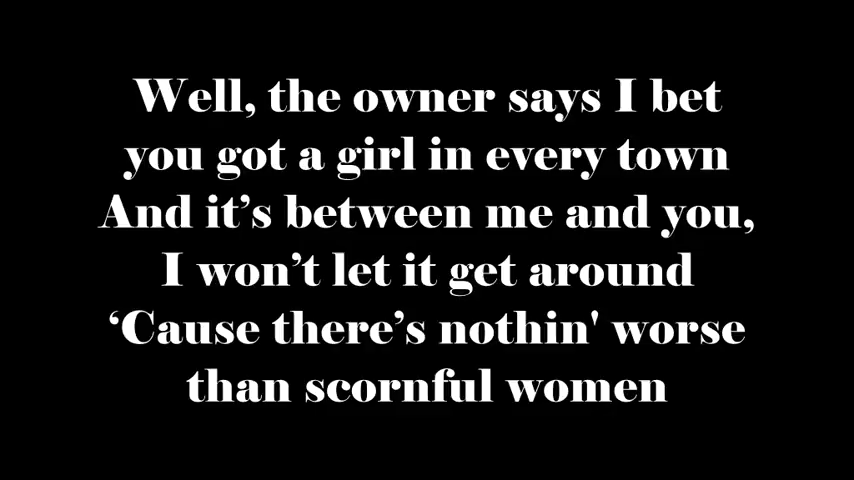 Well, the owner says I bet
you got a girl in every town
And it’s between me and you,
I won’t let it get around
‘Cause there’s nothin' worse
than scornful women